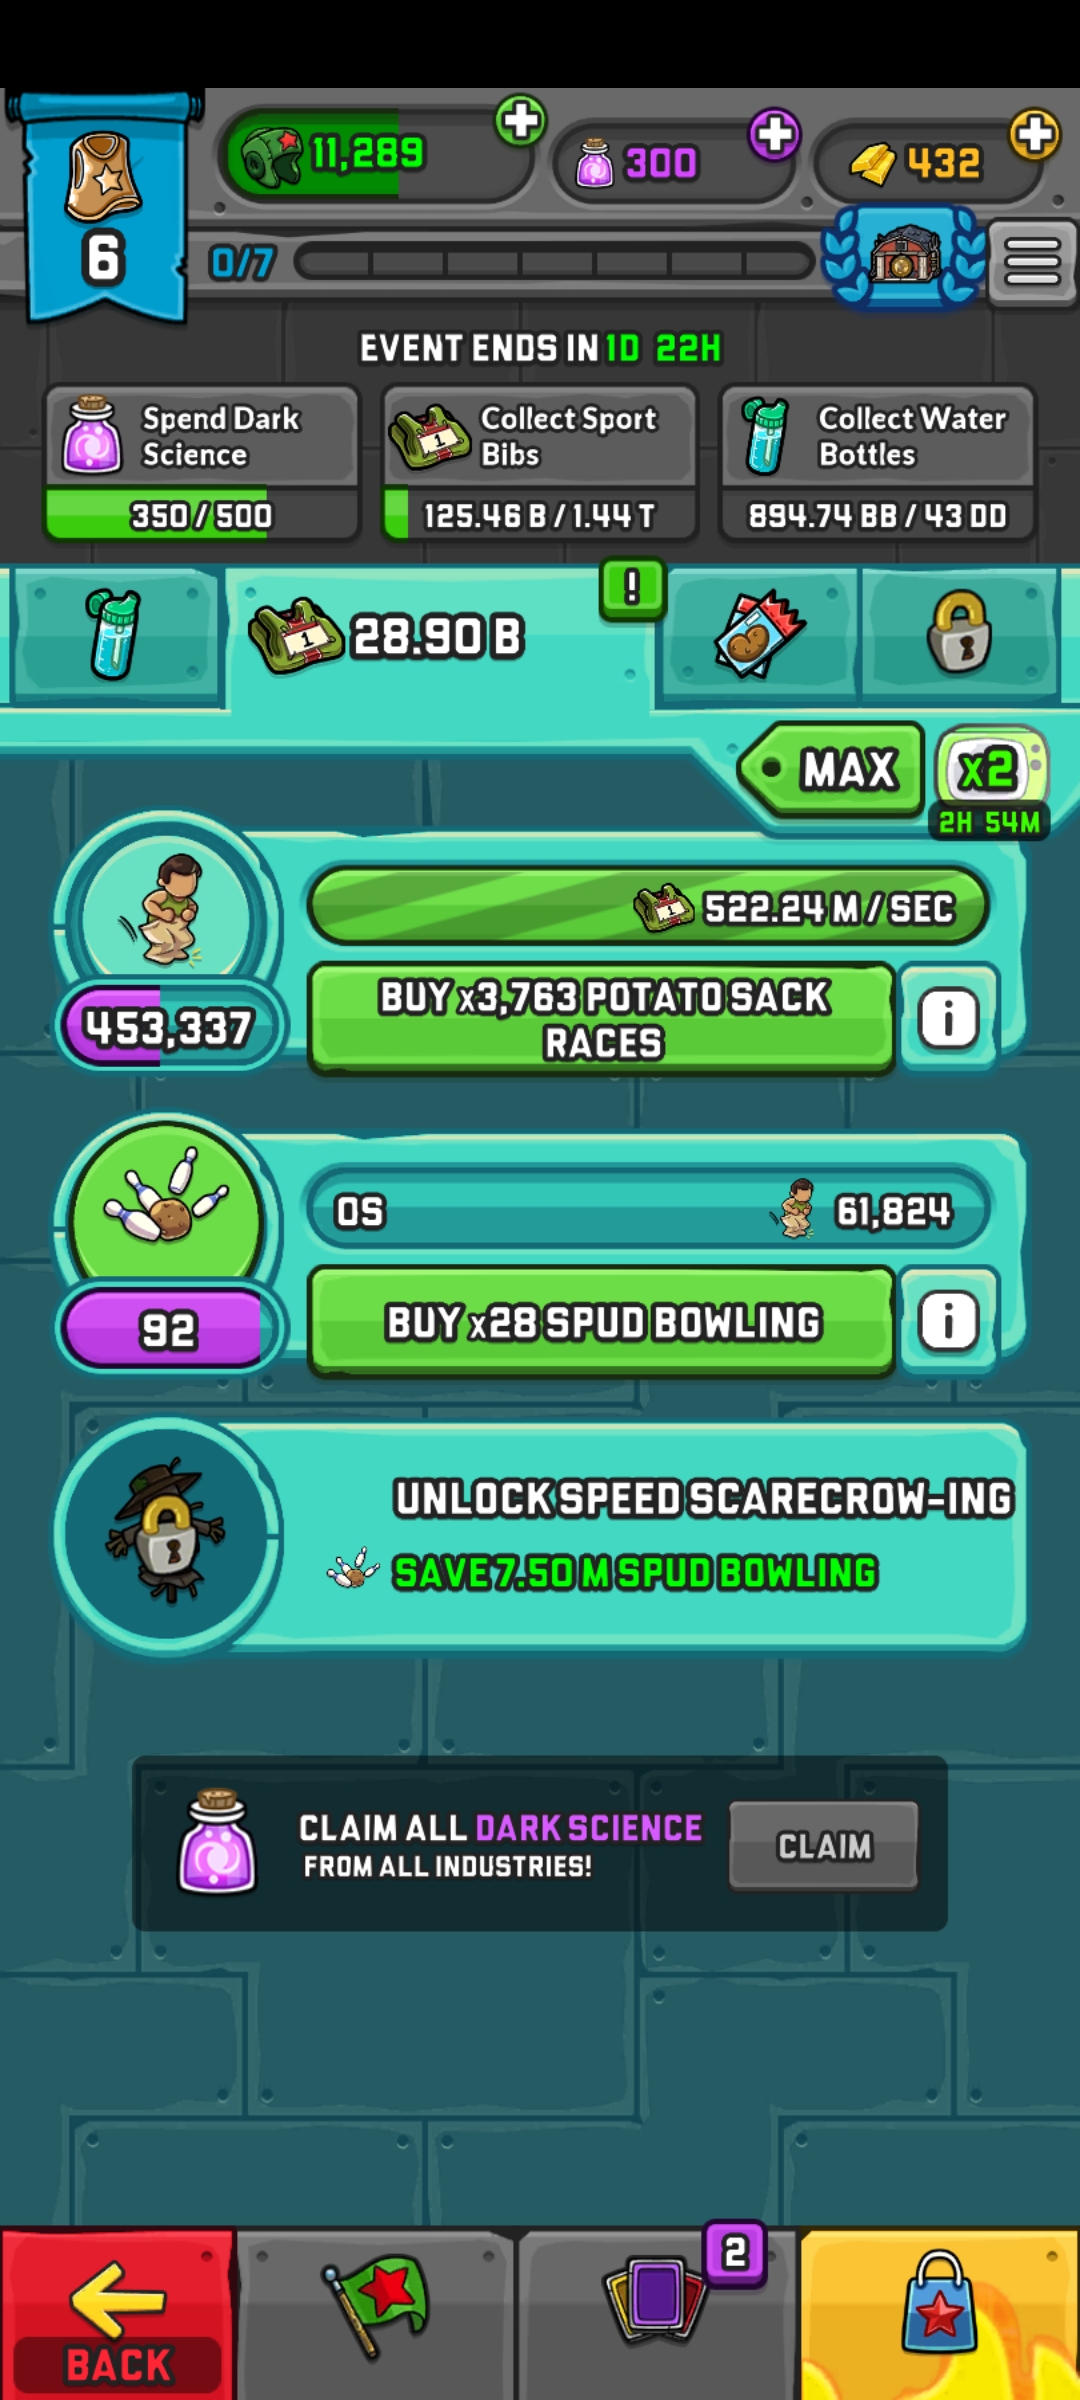 11,289
300
432
6
0/7
EVENT ENDS IN 1D 22H
Spend Dark
Science
350/500
Collect Sport
Bibs
125.46 B/1.44 T
Collect Water
Bottles
894.74 BB/43 DD
1
28.90 B
!
MAX
x2
2H 54M
1
522.24 M/SEC
453,337
BUY x3,763 POTATO SACK
RACES
i
0S
61,824
92
BUY x28 SPUD BOWLING
i
UNLOCK SPEED SCARECROW-ING
SAVE 7.50 M SPUD BOWLING
CLAIM ALL DARK SCIENCE
FROM ALL INDUSTRIES!
CLAIM
BACK
2